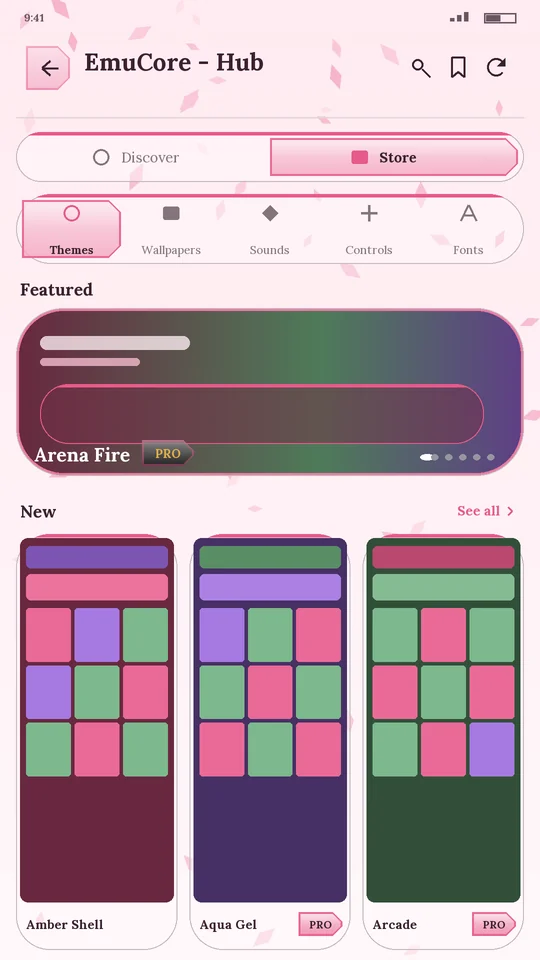 9:41
EmuCore - Hub
Discover
Store
Themes
Wallpapers
Sounds
Controls
Fonts
Featured
Arena Fire
PRO
New
See all
Amber Shell
Aqua Gel
PRO
Arcade
PRO